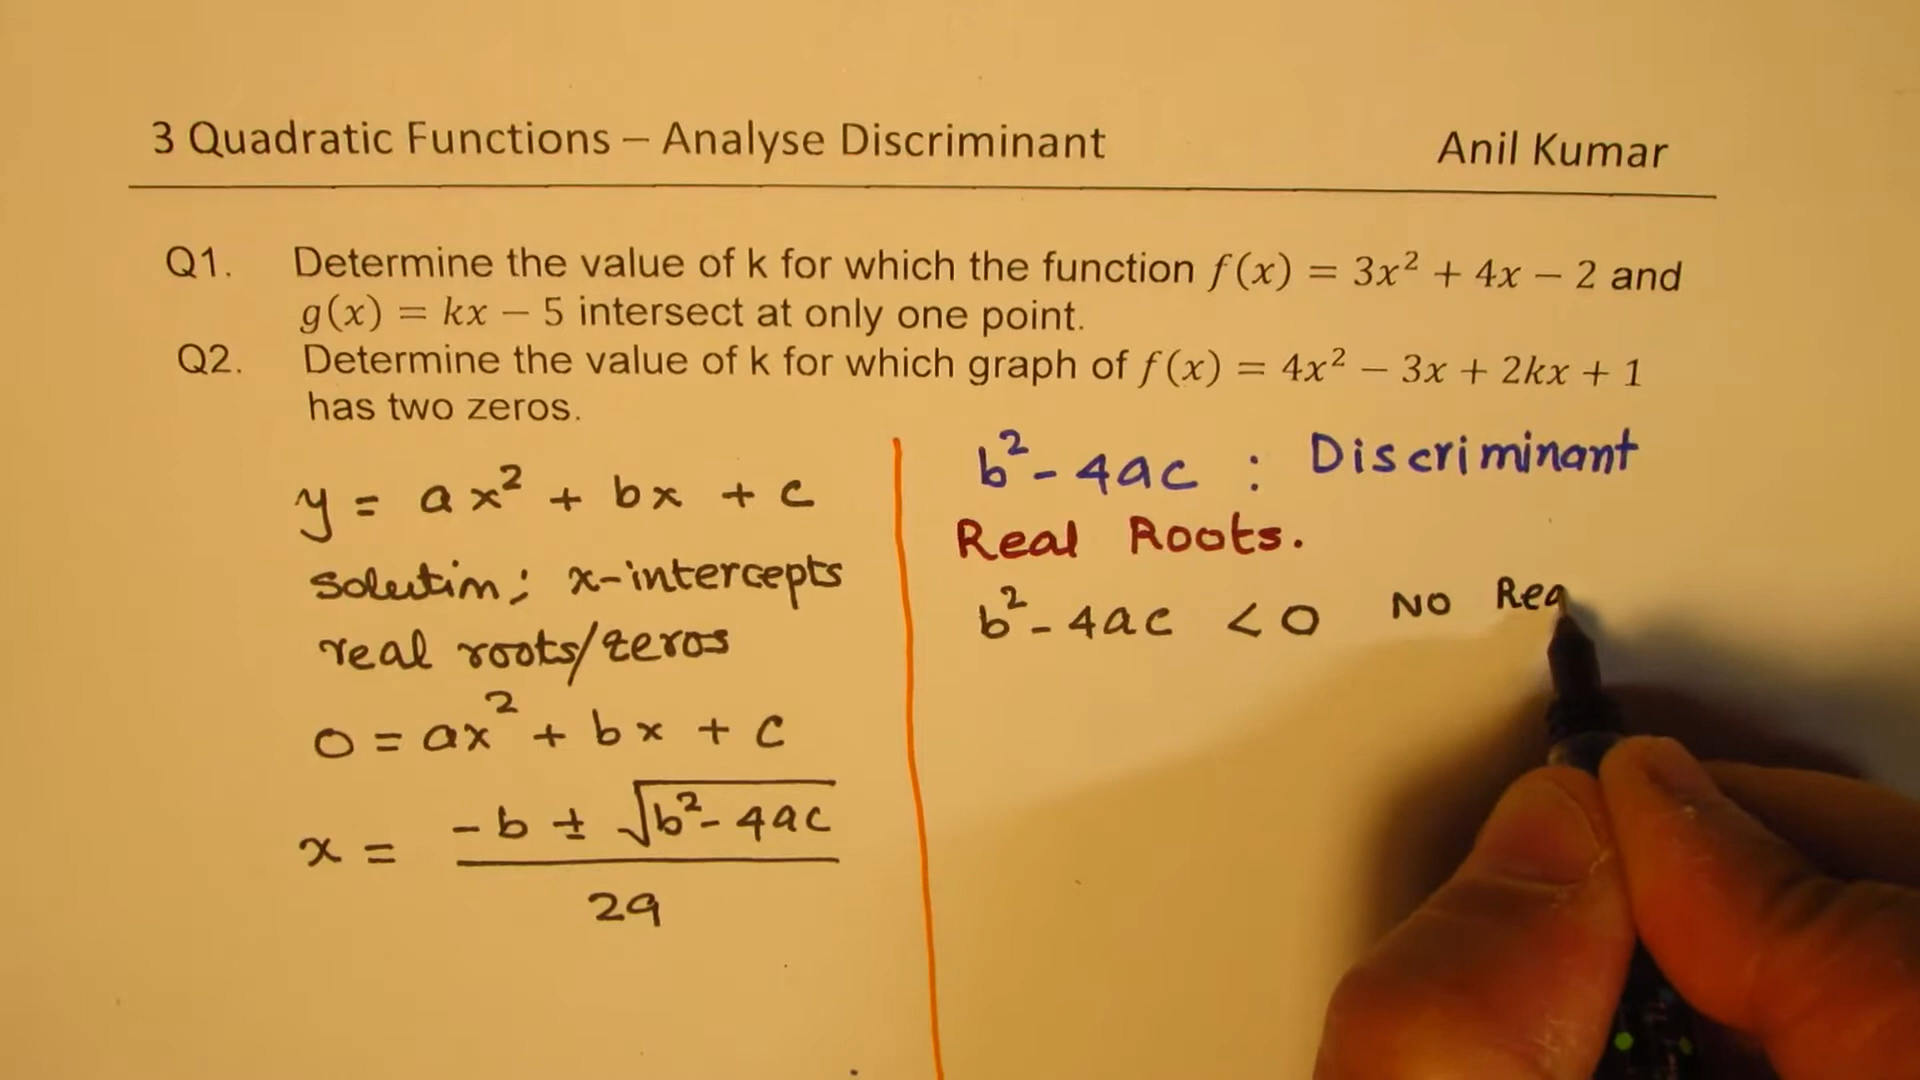 3 Quadratic Functions – Analyse Discriminant Anil Kumar
Q1. Determine the value of k for which the function f(x) = 3x² + 4x − 2 and
g(x) = kx − 5 intersect at only one point.
Q2. Determine the value of k for which graph of f(x) = 4x² − 3x + 2kx + 1
has two zeros.
y = ax² + bx + c
solution; x-intercepts
real roots/zeros
0 = ax² + bx + c
x = (-b ± √(b² - 4ac)) / 2a
b² - 4ac : Discriminant
Real Roots.
b² - 4ac < 0 No Rea